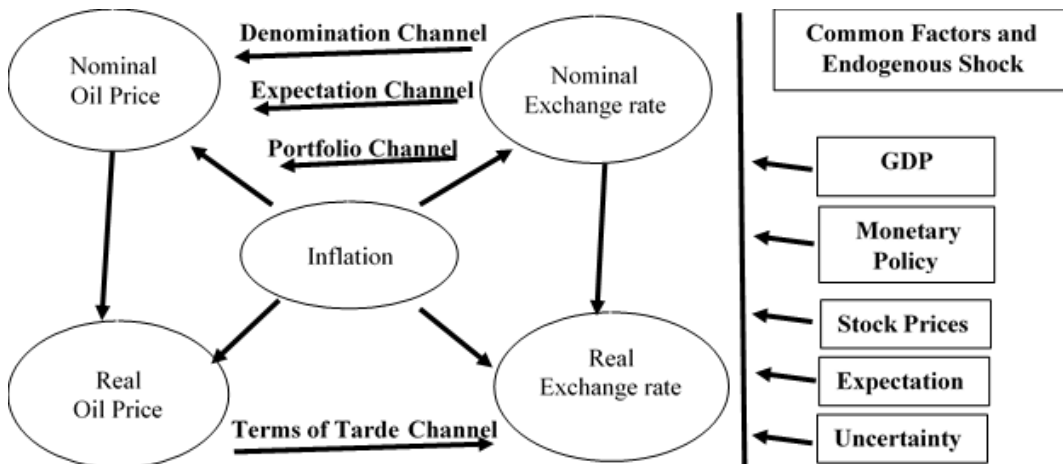 Denomination Channel
Nominal
Oil Price
Expectation Channel
Nominal
Exchange rate
Portfolio Channel
Inflation
Real
Oil Price
Real
Exchange rate
Terms of Tarde Channel
Common Factors and
Endogenous Shock
GDP
Monetary
Policy
Stock Prices
Expectation
Uncertainty